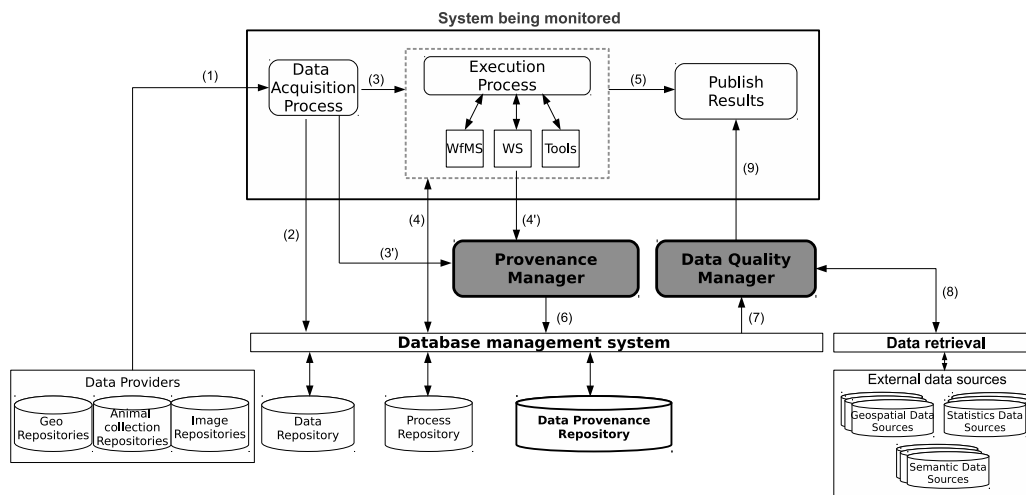 System being monitored
(1)
Data
Acquisition
Process
(3)
Execution
Process
WfMS
WS
Tools
(5)
Publish
Results
(2)
(3')
(4)
(4')
(9)
Provenance
Manager
Data Quality
Manager
(6)
(7)
(8)
Database management system
Data retrieval
Data Providers
Geo
Repositories
Animal
collection
Repositories
Image
Repositories
Data
Repository
Process
Repository
Data Provenance
Repository
External data sources
Geospatial Data
Sources
Statistics Data
Sources
Semantic Data
Sources